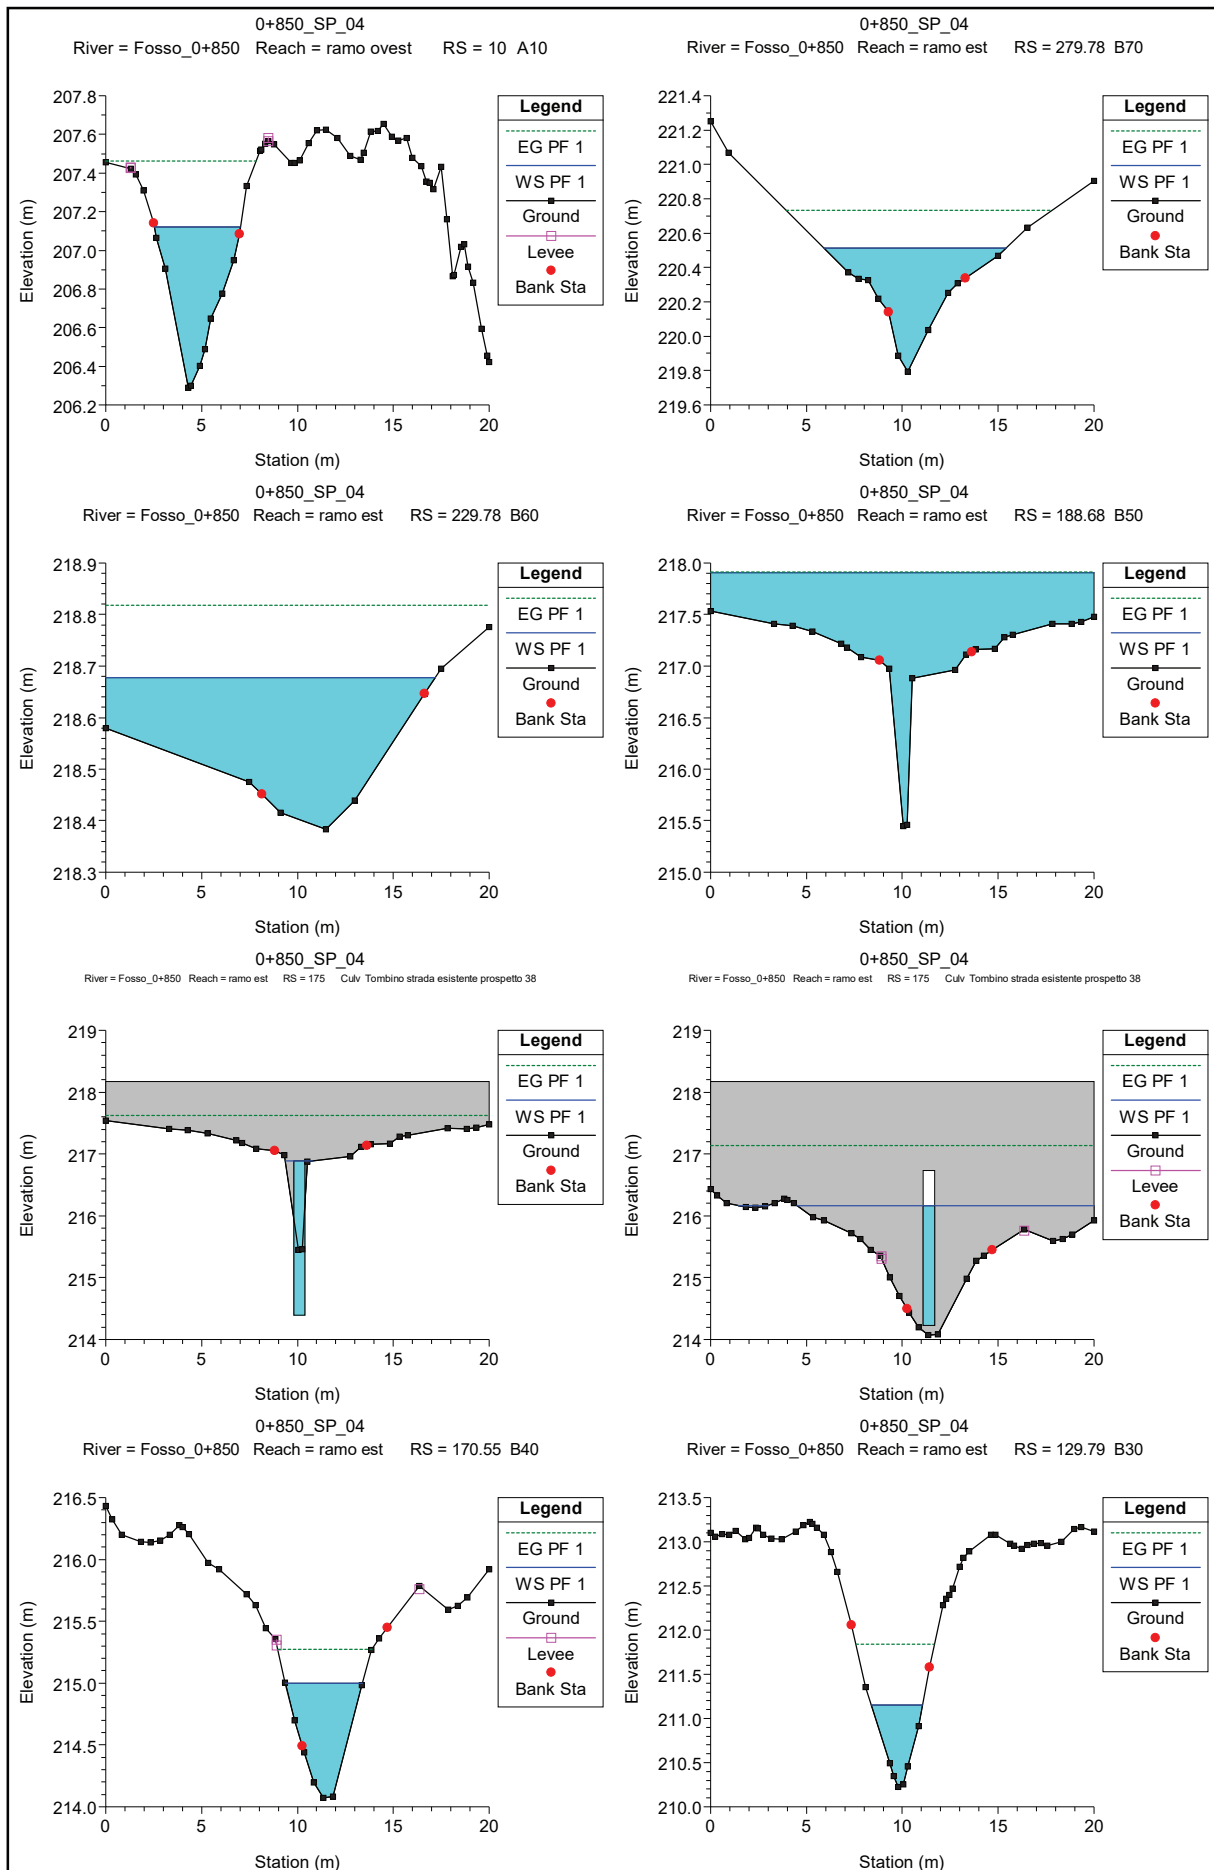 0+850_SP_04
River = Fosso_0+850 Reach = ramo ovest RS = 10 A10
207.8
207.6
207.4
207.2
207.0
206.8
206.6
206.4
206.2
0 5 10 15 20
Elevation (m)
Station (m)
Legend
EG PF 1
WS PF 1
Ground
Levee
Bank Sta
0+850_SP_04
River = Fosso_0+850 Reach = ramo est RS = 279.78 B70
221.4
221.2
221.0
220.8
220.6
220.4
220.2
220.0
219.8
219.6
0 5 10 15 20
Elevation (m)
Station (m)
Legend
EG PF 1
WS PF 1
Ground
Bank Sta
0+850_SP_04
River = Fosso_0+850 Reach = ramo est RS = 229.78 B60
218.9
218.8
218.7
218.6
218.5
218.4
218.3
0 5 10 15 20
Elevation (m)
Station (m)
Legend
EG PF 1
WS PF 1
Ground
Bank Sta
0+850_SP_04
River = Fosso_0+850 Reach = ramo est RS = 188.68 B50
218.0
217.5
217.0
216.5
216.0
215.5
215.0
0 5 10 15 20
Elevation (m)
Station (m)
Legend
EG PF 1
WS PF 1
Ground
Bank Sta
0+850_SP_04
River = Fosso_0+850 Reach = ramo est RS = 175 Culv Tombino strada esistente prospetto 38
219
218
217
216
215
214
0 5 10 15 20
Elevation (m)
Station (m)
Legend
EG PF 1
WS PF 1
Ground
Bank Sta
0+850_SP_04
River = Fosso_0+850 Reach = ramo est RS = 175 Culv Tombino strada esistente prospetto 38
219
218
217
216
215
214
0 5 10 15 20
Elevation (m)
Station (m)
Legend
EG PF 1
WS PF 1
Ground
Levee
Bank Sta
0+850_SP_04
River = Fosso_0+850 Reach = ramo est RS = 170.55 B40
216.5
216.0
215.5
215.0
214.5
214.0
0 5 10 15 20
Elevation (m)
Station (m)
Legend
EG PF 1
WS PF 1
Ground
Levee
Bank Sta
0+850_SP_04
River = Fosso_0+850 Reach = ramo est RS = 129.79 B30
213.5
213.0
212.5
212.0
211.5
211.0
210.5
210.0
0 5 10 15 20
Elevation (m)
Station (m)
Legend
EG PF 1
WS PF 1
Ground
Bank Sta